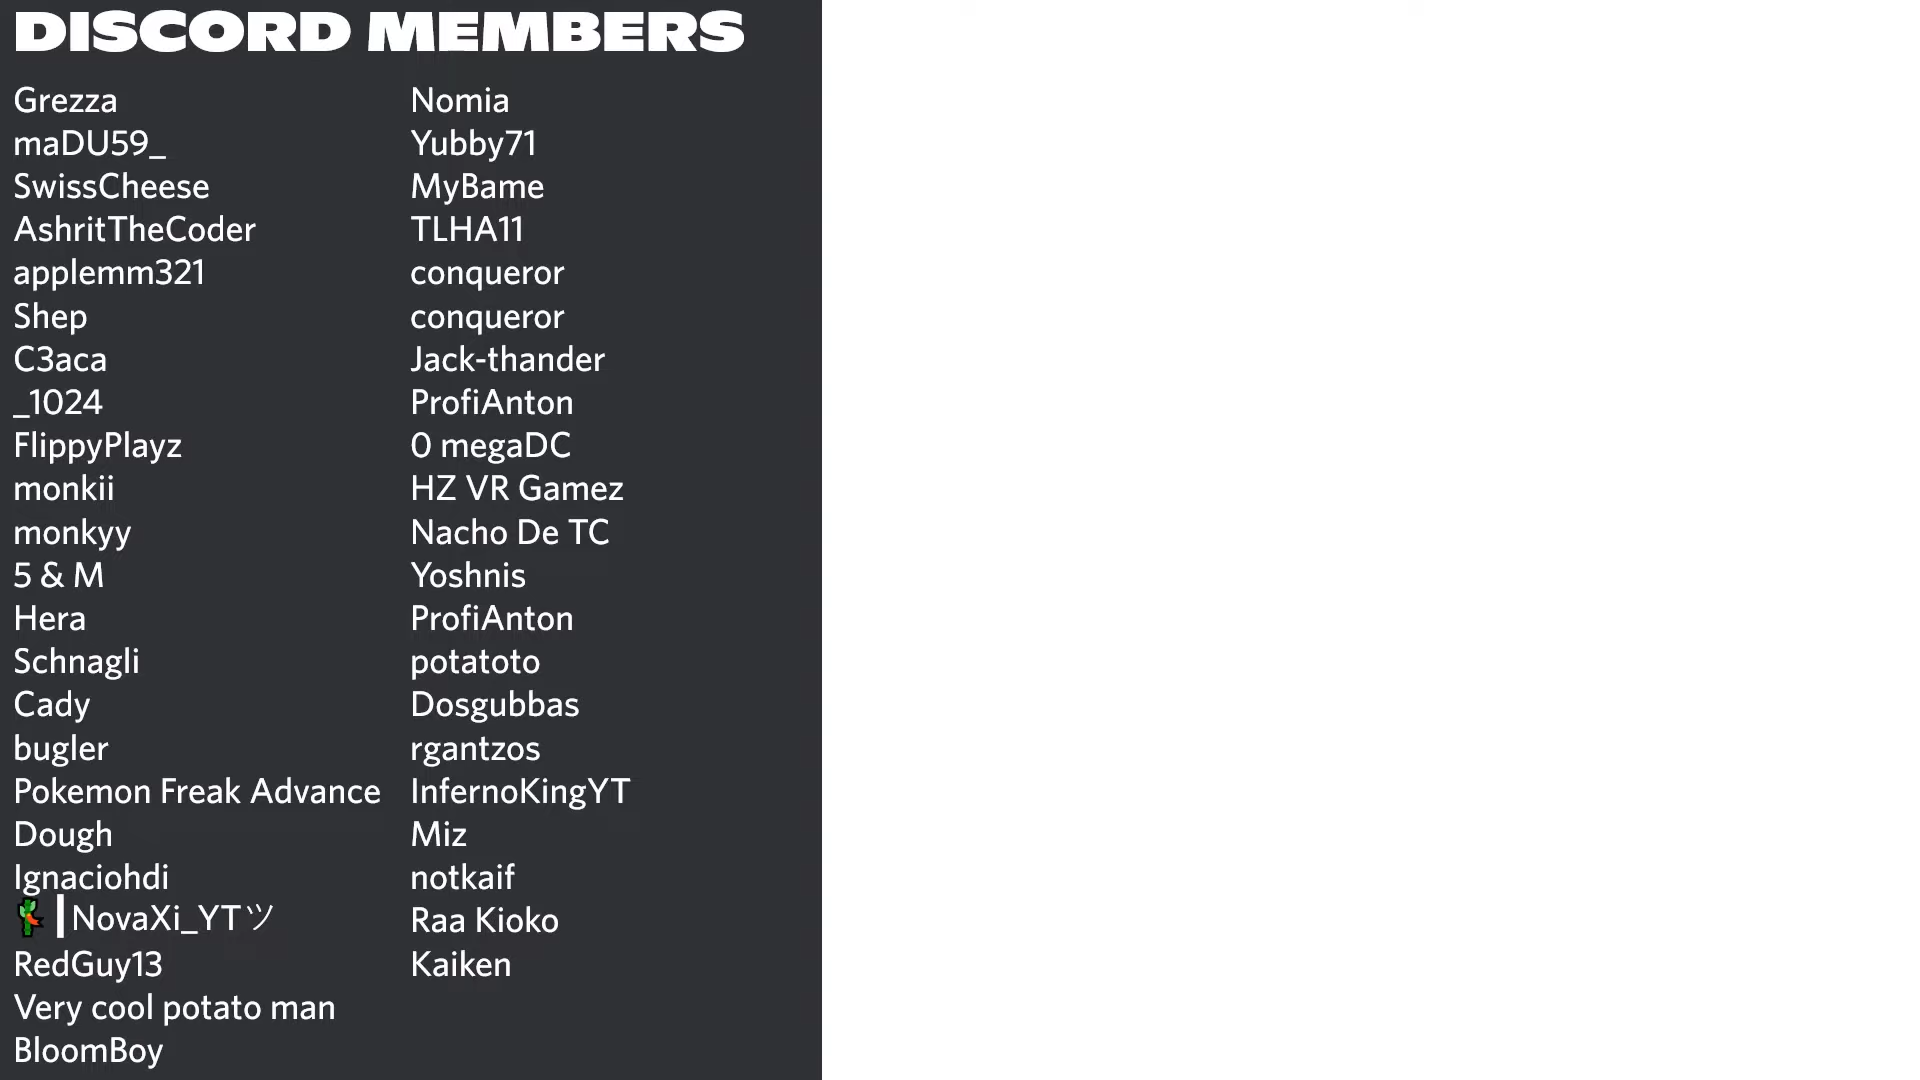 DISCORD MEMBERS
Grezza
maDU59_
SwissCheese
AshritTheCoder
applemm321
Shep
C3aca
_1024
FlippyPlayz
monkii
monkyy
5 & M
Hera
Schnagli
Cady
bugler
Pokemon Freak Advance
Dough
Ignaciohdi
┃NovaXi_YTツ
RedGuy13
Very cool potato man
BloomBoy
Nomia
Yubby71
MyBame
TLHA11
conqueror
conqueror
Jack-thander
ProfiAnton
0 megaDC
HZ VR Gamez
Nacho De TC
Yoshnis
ProfiAnton
potatoto
Dosgubbas
rgantzos
InfernoKingYT
Miz
notkaif
Raa Kioko
Kaiken